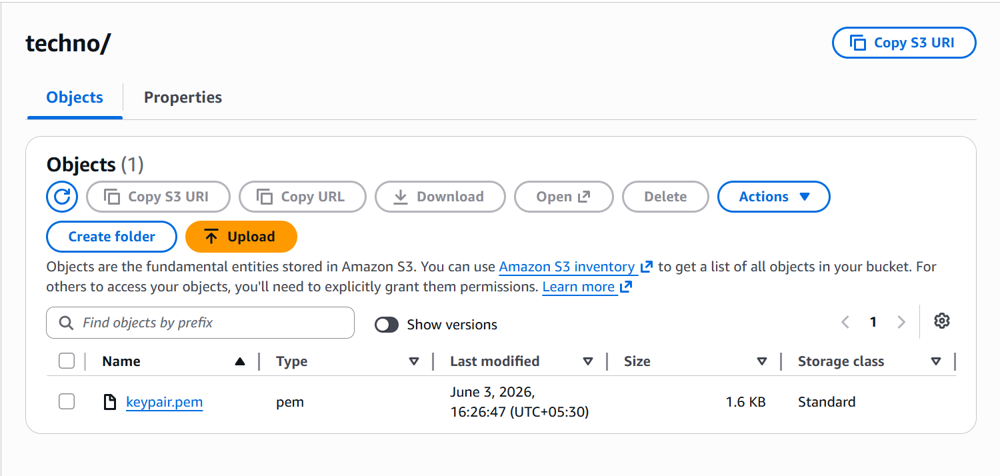 techno/
Copy S3 URI
Objects
Properties
Objects (1)
Copy S3 URI
Copy URL
Download
Open
Delete
Actions
Create folder
Upload
Objects are the fundamental entities stored in Amazon S3. You can use Amazon S3 inventory to get a list of all objects in your bucket. For
others to access your objects, you'll need to explicitly grant them permissions. Learn more
Find objects by prefix
Show versions
1
Name Type Last modified Size Storage class
keypair.pem pem June 3, 2026, 1.6 KB Standard
16:26:47 (UTC+05:30)